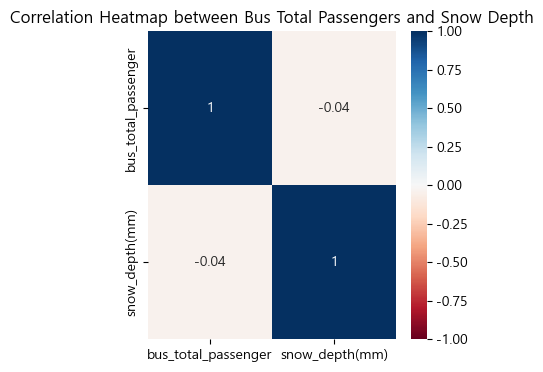 Correlation Heatmap between Bus Total Passengers and Snow Depth
bus_total_passenger
snow_depth(mm)
1
-0.04
-0.04
1
bus_total_passenger
snow_depth(mm)
1.00
0.75
0.50
0.25
0.00
-0.25
-0.50
-0.75
-1.00